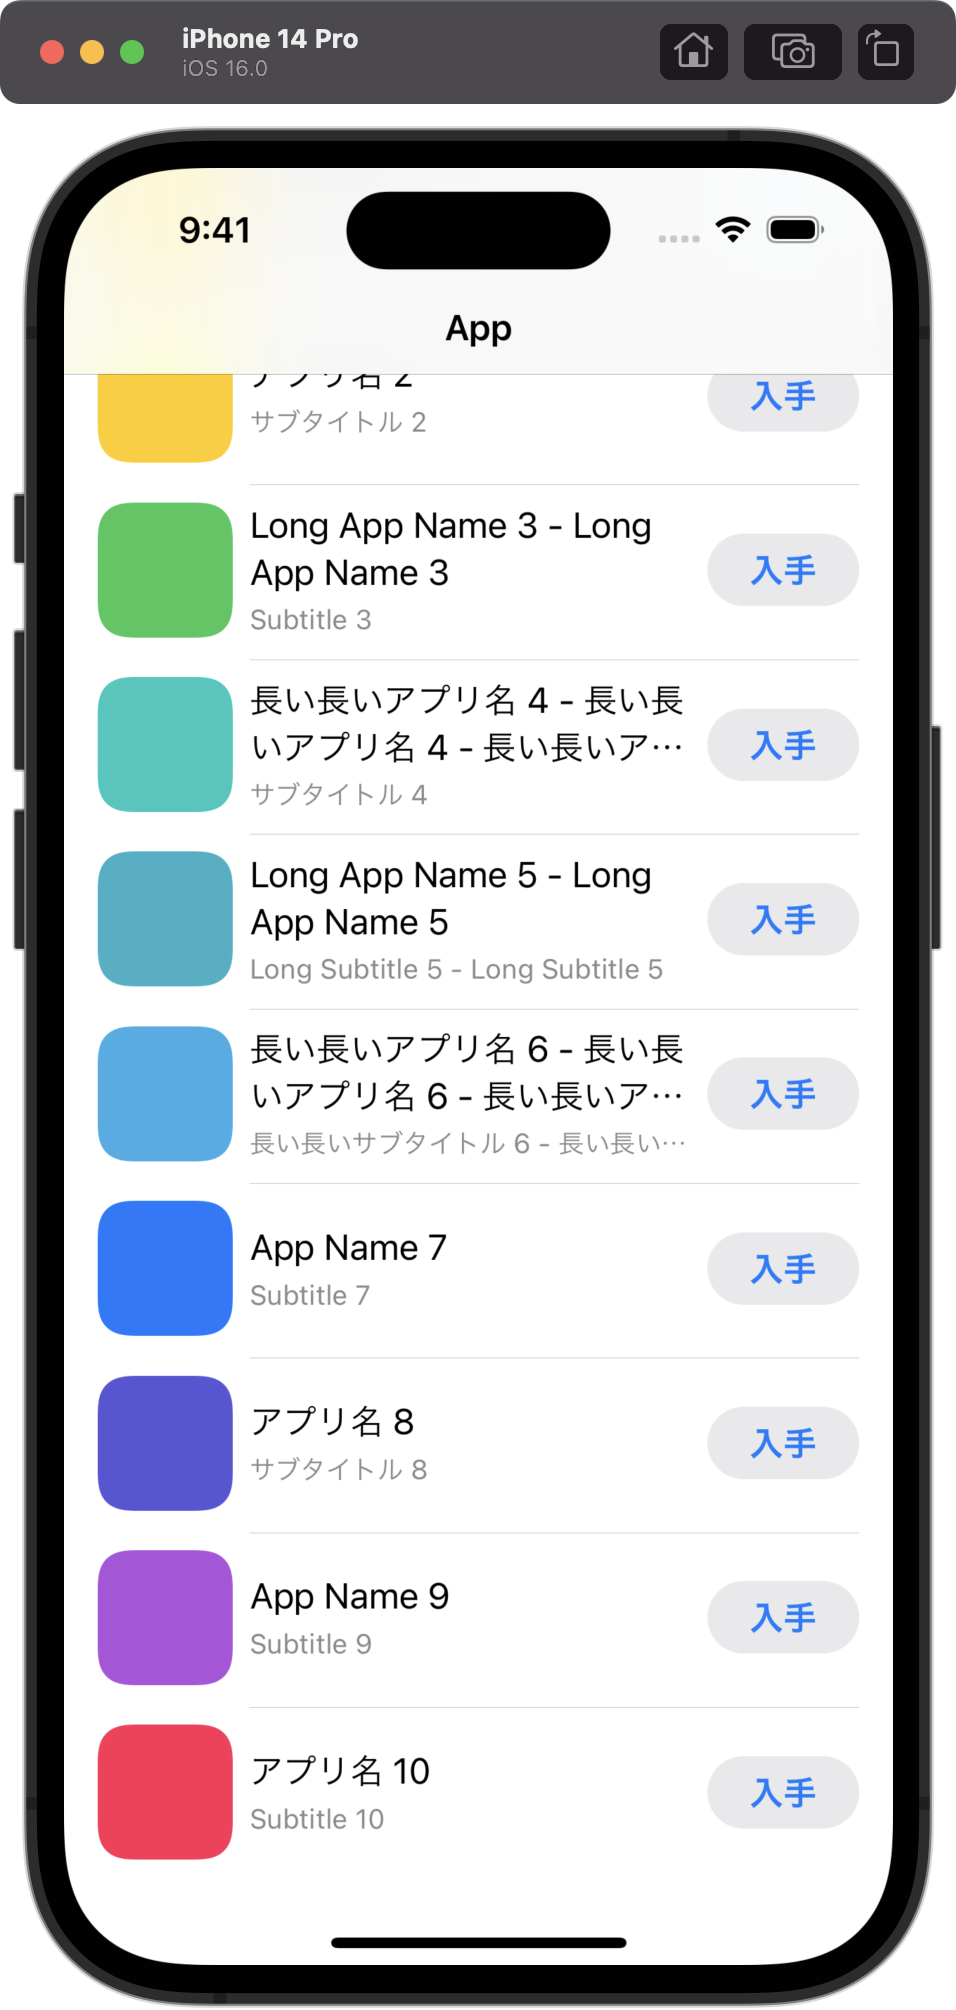 iPhone 14 Pro
iOS 16.0
9:41
App
アプリ名 2
サブタイトル 2
入手
Long App Name 3 - Long
App Name 3
Subtitle 3
入手
長い長いアプリ名 4 - 長い長
いアプリ名 4 - 長い長いア…
サブタイトル 4
入手
Long App Name 5 - Long
App Name 5
Long Subtitle 5 - Long Subtitle 5
入手
長い長いアプリ名 6 - 長い長
いアプリ名 6 - 長い長いア…
長い長いサブタイトル 6 - 長い長い…
入手
App Name 7
Subtitle 7
入手
アプリ名 8
サブタイトル 8
入手
App Name 9
Subtitle 9
入手
アプリ名 10
Subtitle 10
入手